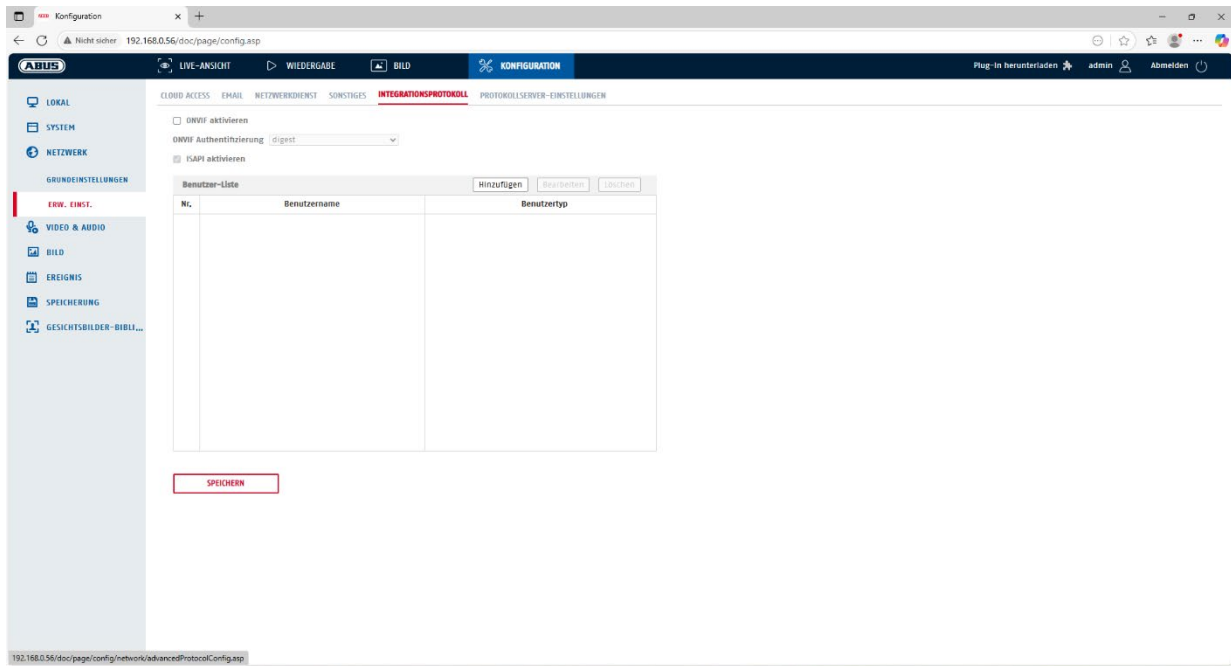 Konfiguration
Nicht sicher 192.168.0.56/doc/page/config.asp
ABUS LIVE-ANSICHT WIEDERGABE BILD KONFIGURATION Plug-In herunterladen admin Abmelden
LOKAL
SYSTEM
NETZWERK
GRUNDEINSTELLUNGEN
ERW. EINST.
VIDEO & AUDIO
BILD
EREIGNIS
SPEICHERUNG
GESICHTSBILDER-BIBLI...
CLOUD ACCESS EMAIL NETZWERKDIENST SONSTIGES INTEGRATIONSPROTOKOLL PROTOKOLLSERVER-EINSTELLUNGEN
ONVIF aktivieren
ONVIF Authentifizierung digest
ISAPI aktivieren
Benutzer-Liste Hinzufügen Bearbeiten Löschen
Nr. Benutzername Benutzertyp
SPEICHERN
192.168.0.56/doc/page/config/network/advancedProtocolConfig.asp